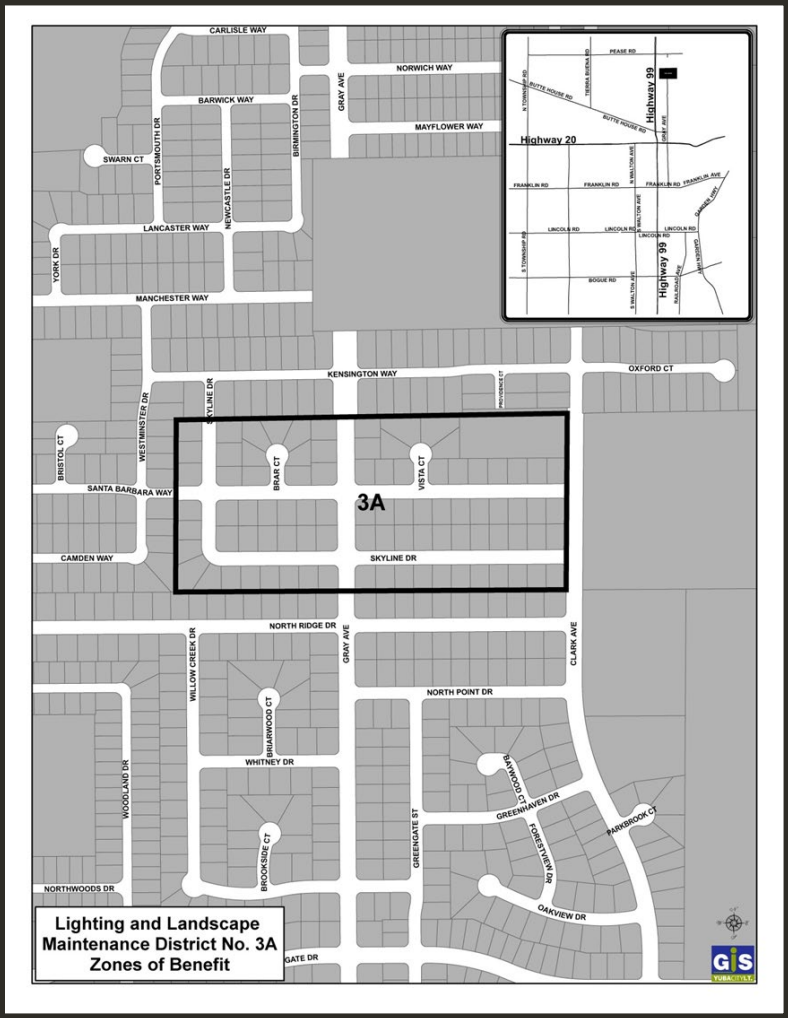 CARLISLE WAY
NORWICH WAY
GRAY AVE
BARWICK WAY
BIRMINGTON DR
MAYFLOWER WAY
PORTSMOUTH DR
SWARN CT
NEWCASTLE DR
LANCASTER WAY
YORK DR
MANCHESTER WAY
PEASE RD
TIERRA BUENA RD
N TOWNSHIP RD
Highway 99
BUTTE HOUSE RD
BUTTE HOUSE RD
GRAY AVE
Highway 20
N WALTON AVE
FRANKLIN RD
FRANKLIN RD
FRANKLIN RD
FRANKLIN AVE
GARDEN HWY
S WALTON AVE
LINCOLN RD
LINCOLN RD
LINCOLN RD
LINCOLN RD
S TOWNSHIP RD
GARDEN HWY
Highway 99
BOGUE RD
S WALTON AVE
RAILROAD AVE
KENSINGTON WAY
OXFORD CT
PROVIDENCE CT
SKYLINE DR
WESTMINSTER DR
BRISTOL CT
BRAR CT
VISTA CT
SANTA BARBARA WAY
3A
CAMDEN WAY
SKYLINE DR
NORTH RIDGE DR
GRAY AVE
CLARK AVE
WILLOW CREEK DR
NORTH POINT DR
BRIARWOOD CT
WHITNEY DR
WOODLAND DR
BAYWOOD CT
GREENHAVEN DR
PARKBROOK CT
GREENGATE ST
FORESTVIEW DR
BROOKSIDE CT
NORTHWOODS DR
OAKVIEW DR
GATE DR
Lighting and Landscape
Maintenance District No. 3A
Zones of Benefit
GiS